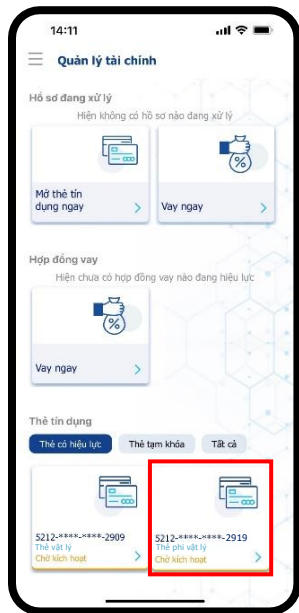 14:11
Quản lý tài chính
Hồ sơ đang xử lý
Hiện không có hồ sơ nào đang xử lý
Mở thẻ tín
dụng ngay
Vay ngay
%
Hợp đồng vay
Hiện chưa có hợp đồng vay nào đang hiệu lực
%
Vay ngay
Thẻ tín dụng
Thẻ có hiệu lực
Thẻ tạm khóa
Tất cả
5212-****-****-2909
Thẻ vật lý
Chờ kích hoạt
5212-****-****-2919
Thẻ phi vật lý
Chờ kích hoạt